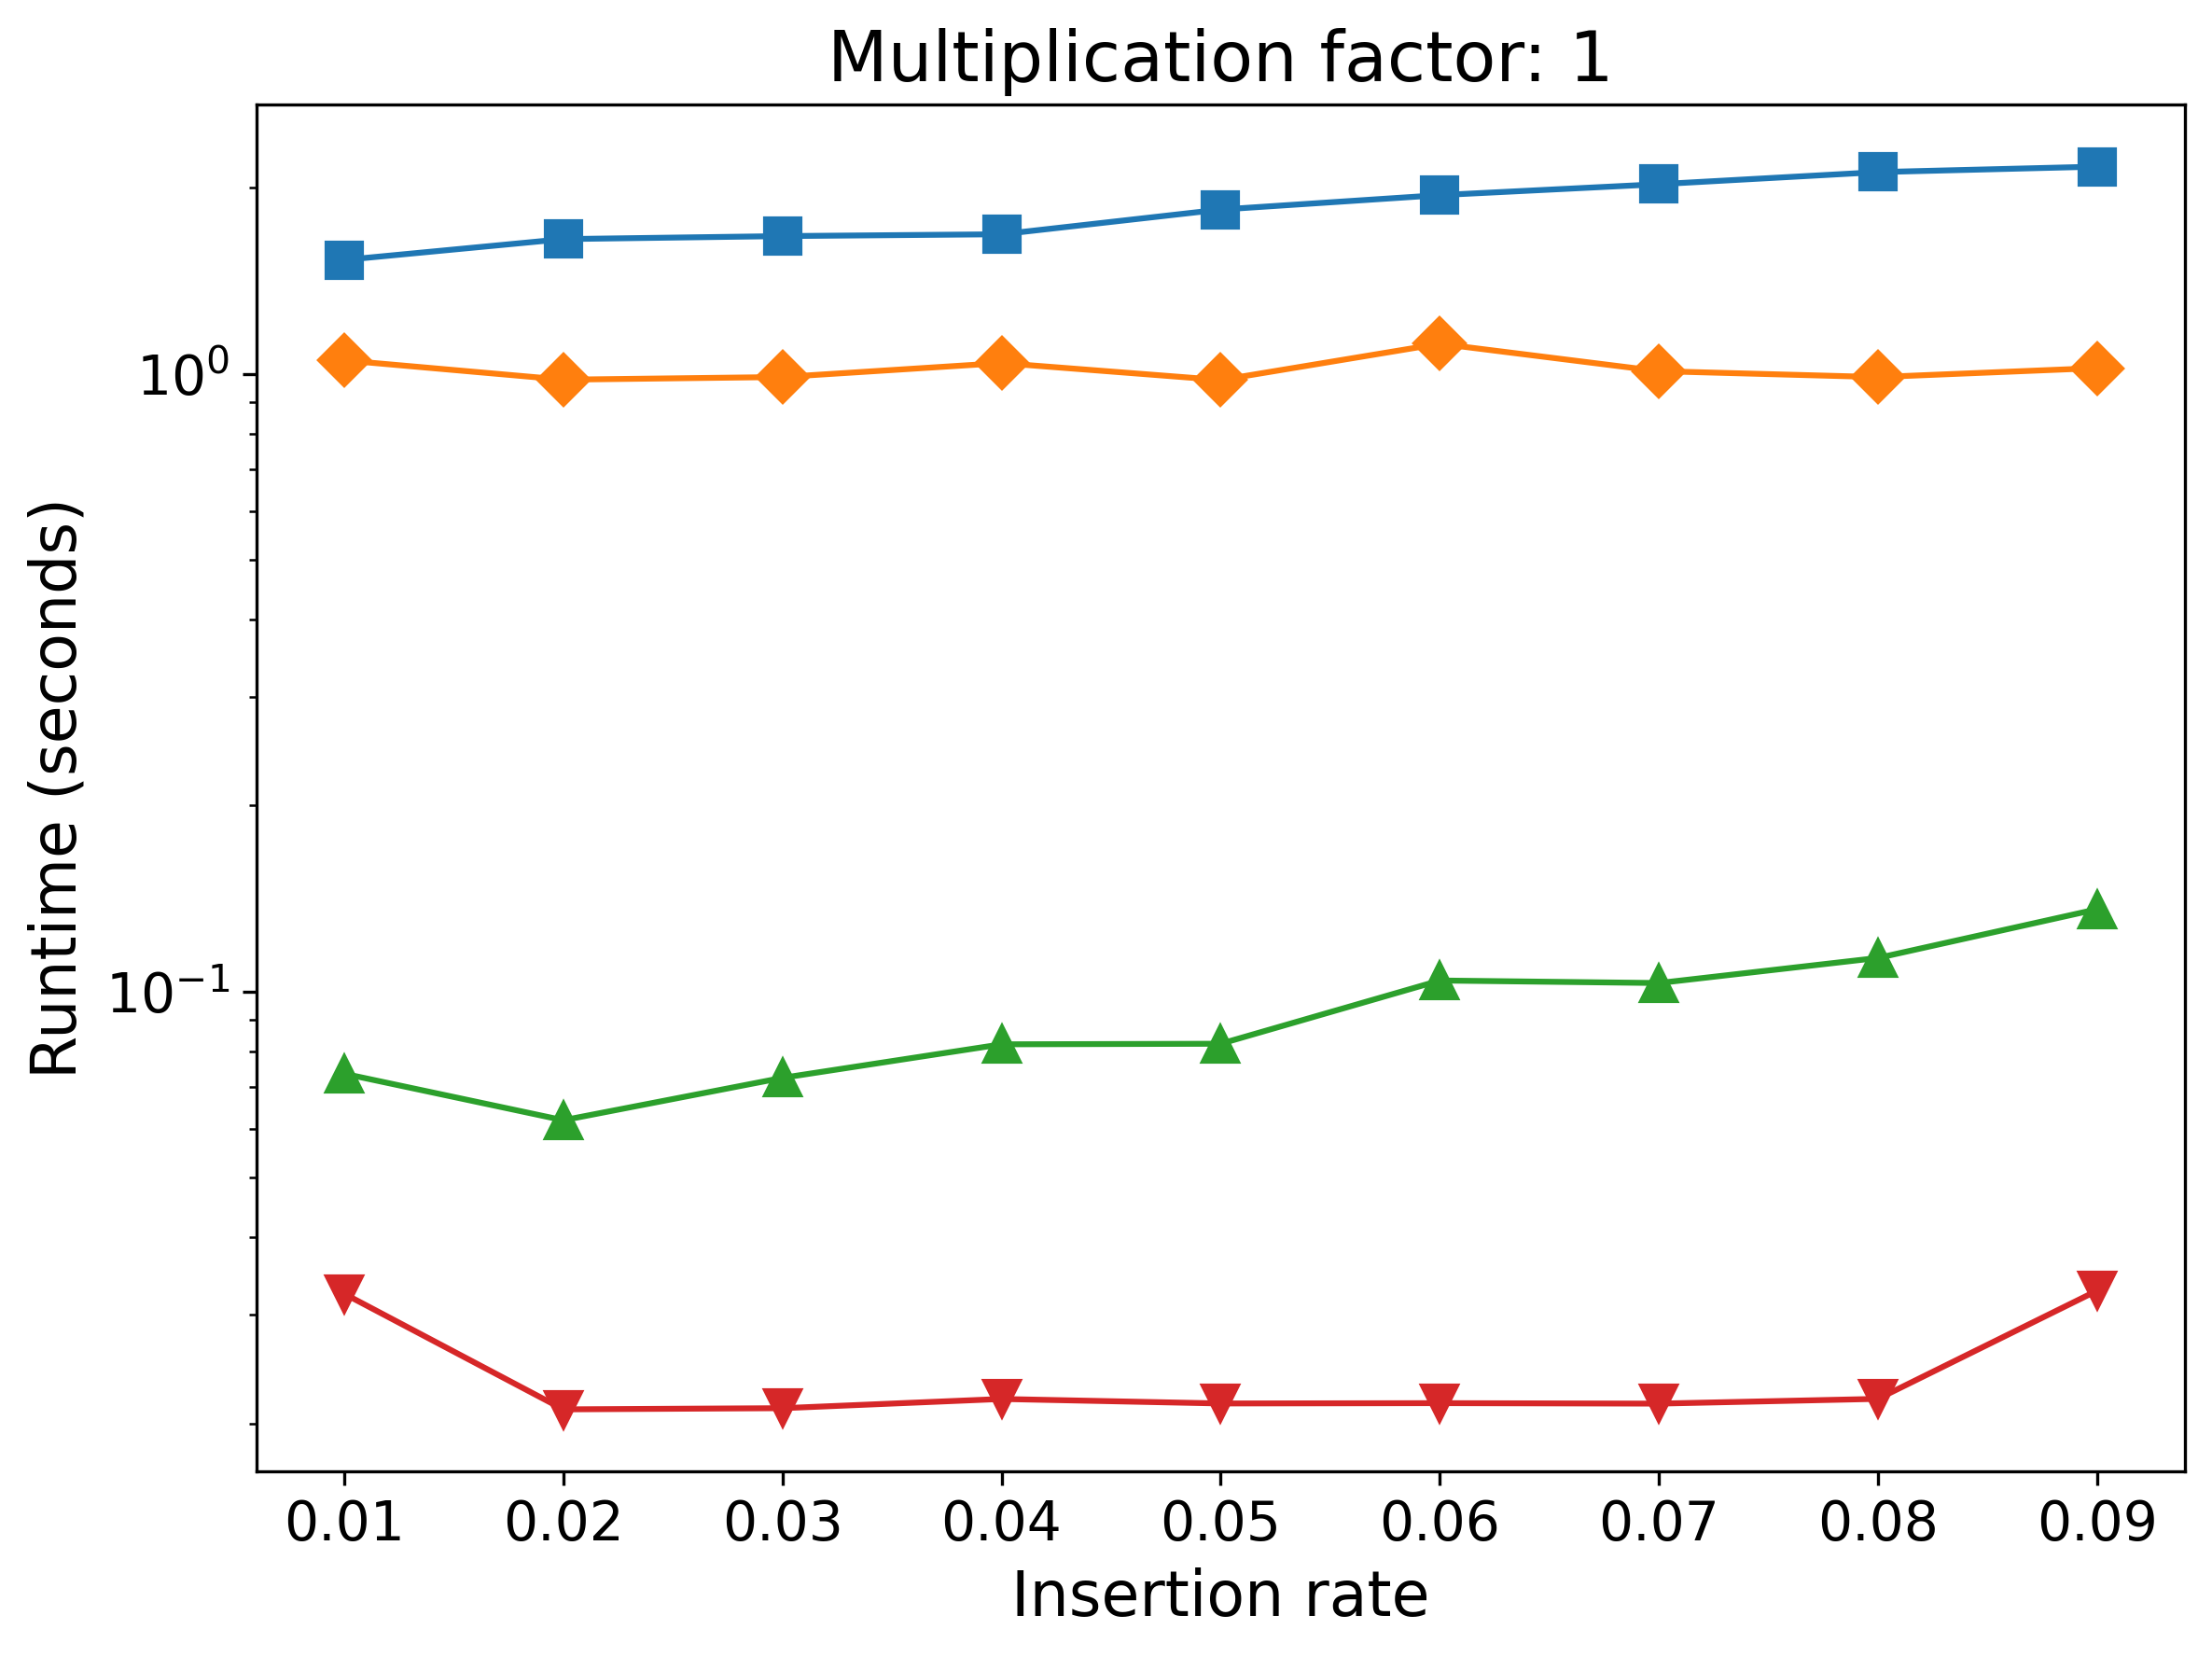 Multiplication factor: 1
Runtime (seconds)
10⁰
10⁻¹
0.01 0.02 0.03 0.04 0.05 0.06 0.07 0.08 0.09
Insertion rate